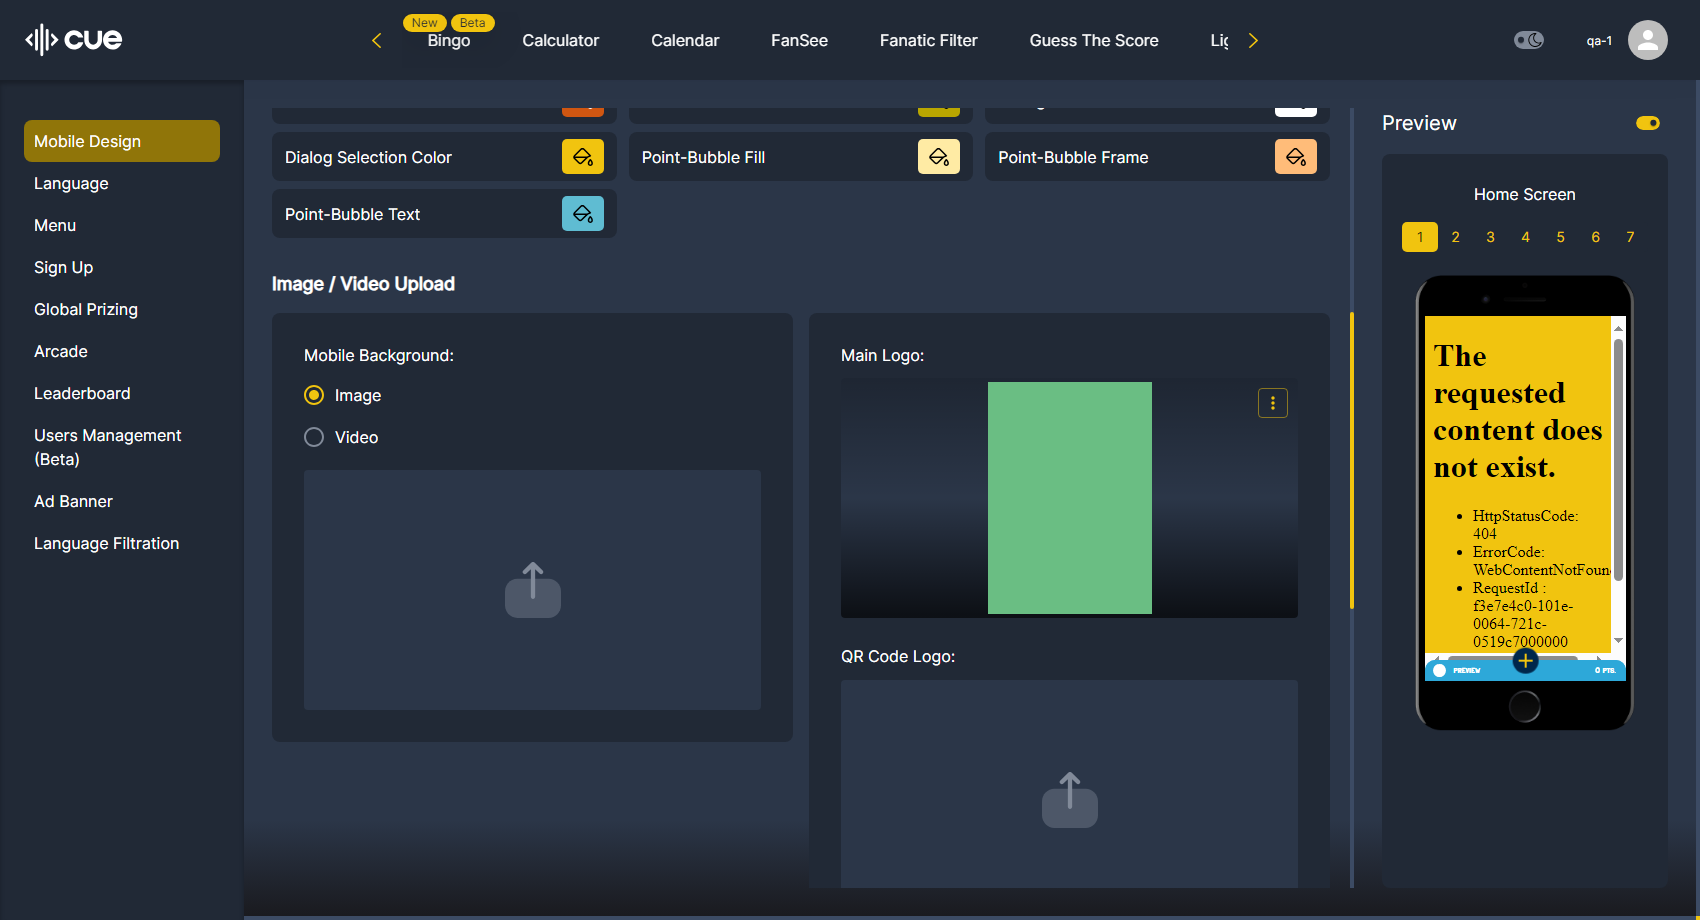 cue
New
Beta
Bingo
Calculator
Calendar
FanSee
Fanatic Filter
Guess The Score
qa-1
Mobile Design
Language
Menu
Sign Up
Global Prizing
Arcade
Leaderboard
Users Management
(Beta)
Ad Banner
Language Filtration
Dialog Selection Color
Point-Bubble Fill
Point-Bubble Frame
Point-Bubble Text
Image / Video Upload
Mobile Background:
Image
Video
Main Logo:
QR Code Logo:
Preview
Home Screen
1 2 3 4 5 6 7
The
requested
content does
not exist.
HttpStatusCode:
404
ErrorCode:
WebContentNotFoun
RequestId :
f3e7e4c0-101e-
0064-721c-
0519c7000000
PREVIEW
0 PTS.